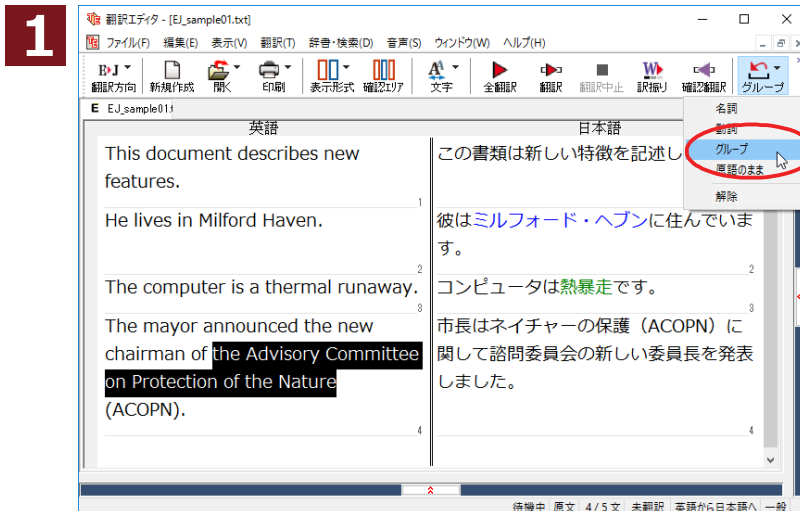 1
翻訳エディタ - [EJ_sample01.txt]
ファイル(F) 編集(E) 表示(V) 翻訳(T) 辞書・検索(D) 音声(S) ウィンドウ(W) ヘルプ(H)
翻訳方向 新規作成 開く 印刷 表示形式 確認エリア 文字 全翻訳 翻訳 翻訳中止 訳振り 確認翻訳 グループ
E EJ_sample01.t
名詞
動詞
グループ
原語のまま
解除
英語 日本語
This document describes new
features.
1
この書類は新しい特徴を記述し
He lives in Milford Haven.
2
彼はミルフォード・ヘブンに住んでいま
す。
2
The computer is a thermal runaway.
3
コンピュータは熱暴走です。
3
The mayor announced the new
chairman of the Advisory Committee
on Protection of the Nature
(ACOPN).
4
市長はネイチャーの保護（ACOPN）に
関して諮問委員会の新しい委員長を発表
しました。
4
待機中 原文 4/5文 未翻訳 英語から日本語へ 一般